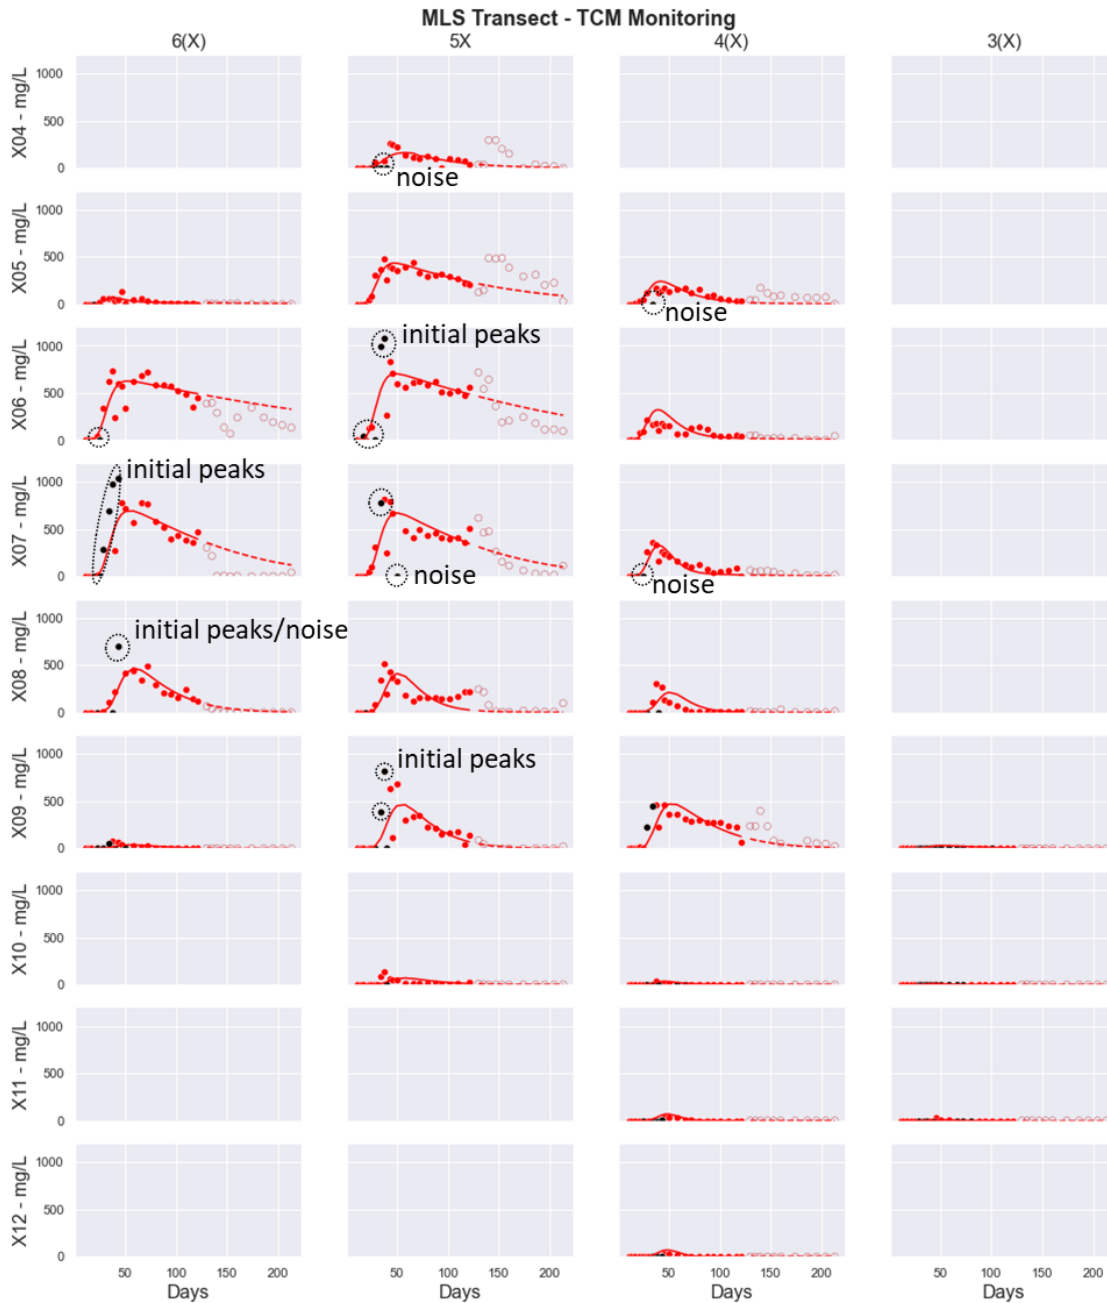 MLS Transect - TCM Monitoring
6(X) 5X 4(X) 3(X)
X04 - mg/L
1000
500
0
noise
X05 - mg/L
1000
500
0
noise
X06 - mg/L
1000
500
0
initial peaks
X07 - mg/L
1000
500
0
initial peaks
noise
noise
X08 - mg/L
1000
500
0
initial peaks/noise
X09 - mg/L
1000
500
0
initial peaks
X10 - mg/L
1000
500
0
X11 - mg/L
1000
500
0
X12 - mg/L
1000
500
0
50 100 150 200 50 100 150 200 50 100 150 200 50 100 150 200
Days Days Days Days